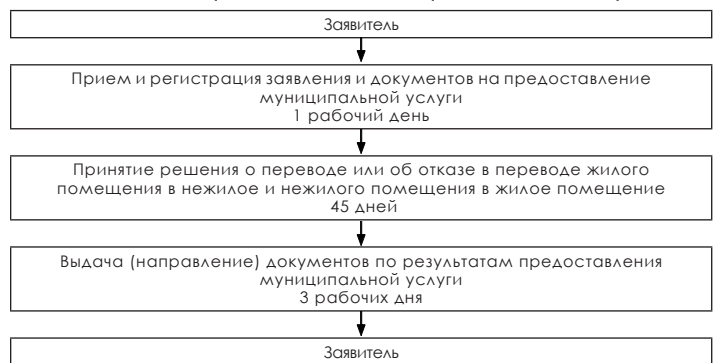 Заявитель
Прием и регистрация заявления и документов на предоставление
муниципальной услуги
1 рабочий день
Принятие решения о переводе или об отказе в переводе жилого
помещения в нежилое и нежилого помещения в жилое помещение
45 дней
Выдача (направление) документов по результатам предоставления
муниципальной услуги
3 рабочих дня
Заявитель